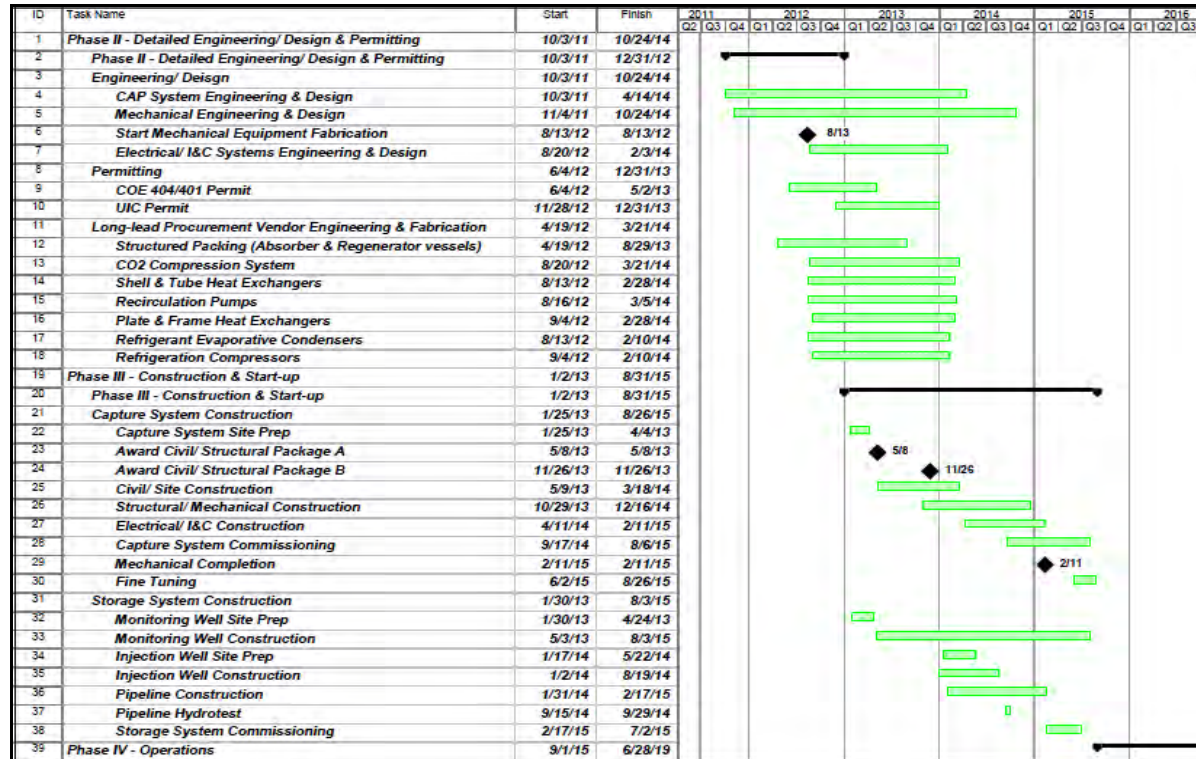 ID Task Name Start Finish 2011 2012 2013 2014 2015 2016
Q2 Q3 Q4 Q1 Q2 Q3 Q4 Q1 Q2 Q3 Q4 Q1 Q2 Q3 Q4 Q1 Q2 Q3 Q4 Q1 Q2 Q3
1 Phase II - Detailed Engineering/ Design & Permitting 10/3/11 10/24/14
2 Phase II - Detailed Engineering/ Design & Permitting 10/3/11 12/31/12
3 Engineering/ Deisgn 10/3/11 10/24/14
4 CAP System Engineering & Design 10/3/11 4/14/14
5 Mechanical Engineering & Design 11/4/11 10/24/14
6 Start Mechanical Equipment Fabrication 8/13/12 8/13/12 8/13
7 Electrical/ I&C Systems Engineering & Design 8/20/12 2/3/14
8 Permitting 6/4/12 12/31/13
9 COE 404/401 Permit 6/4/12 5/2/13
10 UIC Permit 11/28/12 12/31/13
11 Long-lead Procurement Vendor Engineering & Fabrication 4/19/12 3/21/14
12 Structured Packing (Absorber & Regenerator vessels) 4/19/12 8/29/13
13 CO2 Compression System 8/20/12 3/21/14
14 Shell & Tube Heat Exchangers 8/13/12 2/28/14
15 Recirculation Pumps 8/16/12 3/5/14
16 Plate & Frame Heat Exchangers 9/4/12 2/28/14
17 Refrigerant Evaporative Condensers 8/13/12 2/10/14
18 Refrigeration Compressors 9/4/12 2/10/14
19 Phase III - Construction & Start-up 1/2/13 8/31/15
20 Phase III - Construction & Start-up 1/2/13 8/31/15
21 Capture System Construction 1/25/13 8/26/15
22 Capture System Site Prep 1/25/13 4/4/13
23 Award Civil/ Structural Package A 5/8/13 5/8/13 5/8
24 Award Civil/ Structural Package B 11/26/13 11/26/13 11/26
25 Civil/ Site Construction 5/9/13 3/18/14
26 Structural/ Mechanical Construction 10/29/13 12/16/14
27 Electrical/ I&C Construction 4/11/14 2/11/15
28 Capture System Commissioning 9/17/14 8/6/15
29 Mechanical Completion 2/11/15 2/11/15 2/11
30 Fine Tuning 6/2/15 8/26/15
31 Storage System Construction 1/30/13 8/3/15
32 Monitoring Well Site Prep 1/30/13 4/24/13
33 Monitoring Well Construction 5/3/13 8/3/15
34 Injection Well Site Prep 1/17/14 5/22/14
35 Injection Well Construction 1/2/14 8/19/14
36 Pipeline Construction 1/31/14 2/17/15
37 Pipeline Hydrotest 9/15/14 9/29/14
38 Storage System Commissioning 2/17/15 7/2/15
39 Phase IV - Operations 9/1/15 6/28/19